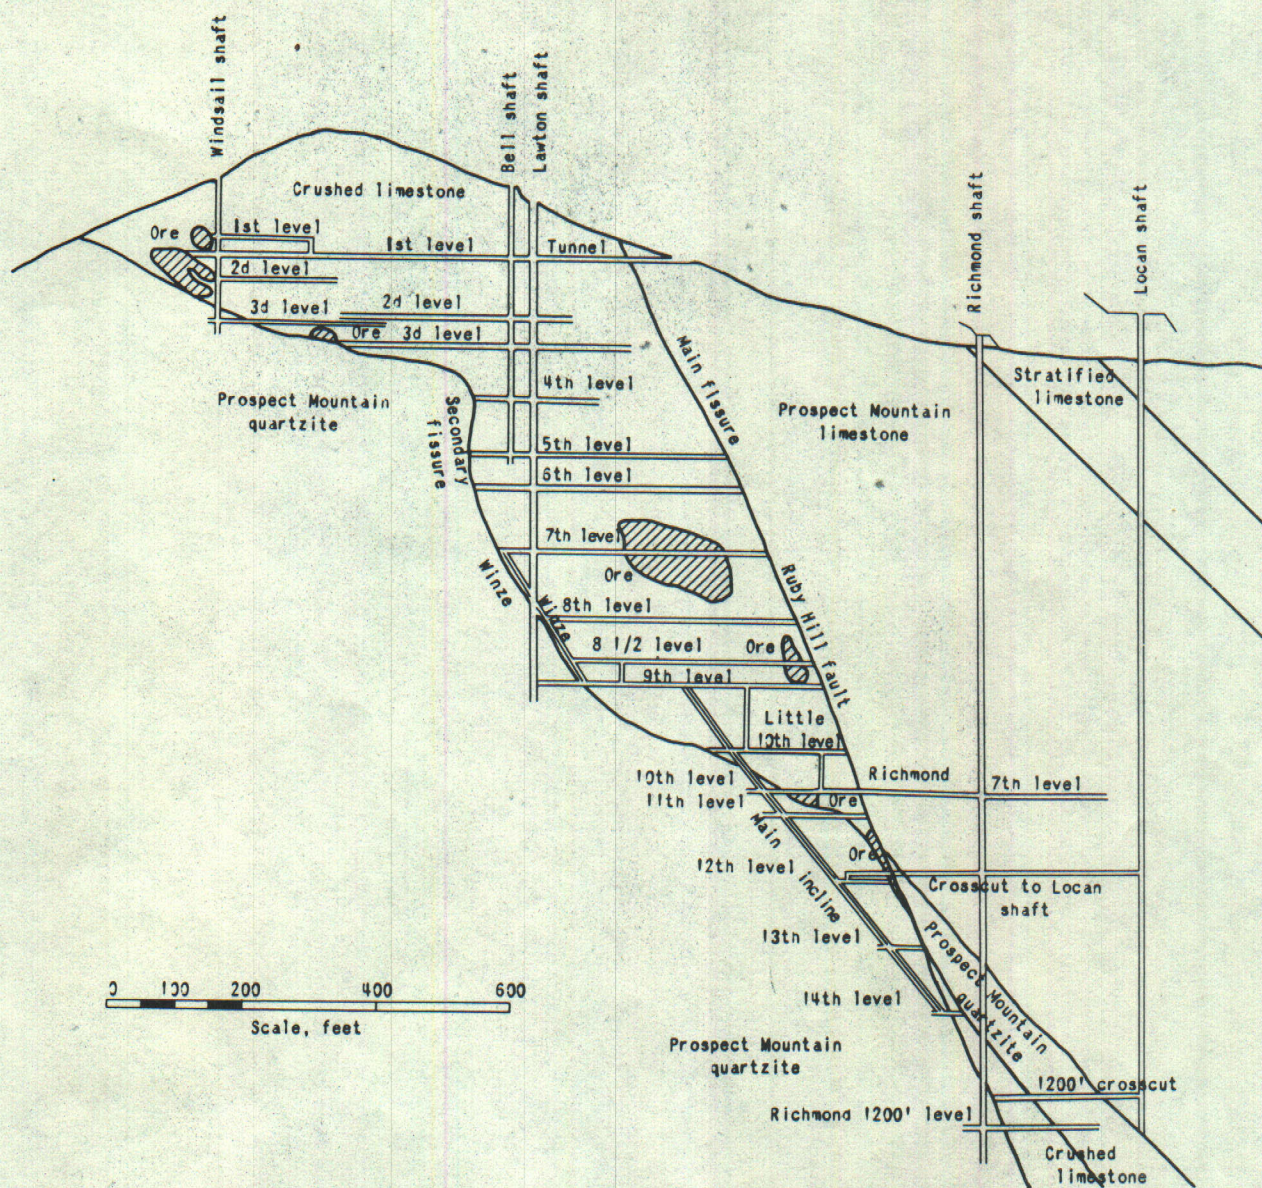 Windsail shaft
Bell shaft
Lawton shaft
Richmond shaft
Locan shaft
Crushed limestone
Ore
1st level
1st level
Tunnel
2d level
3d level
2d level
Ore
3d level
Main fissure
4th level
Stratified
limestone
Prospect Mountain
quartzite
Secondary
fissure
Prospect Mountain
limestone
5th level
6th level
7th level
Ore
Winze
Winze
8th level
Ruby Hill fault
8 1/2 level
Ore
9th level
Little
10th level
10th level
Richmond
7th level
11th level
Ore
Main
incline
12th level
Ore
Crosscut to Locan
shaft
13th level
Prospect Mountain
quartzite
14th level
0 100 200 400 600
Scale, feet
Prospect Mountain
quartzite
1200' crosscut
Richmond 1200' level
Crushed
limestone